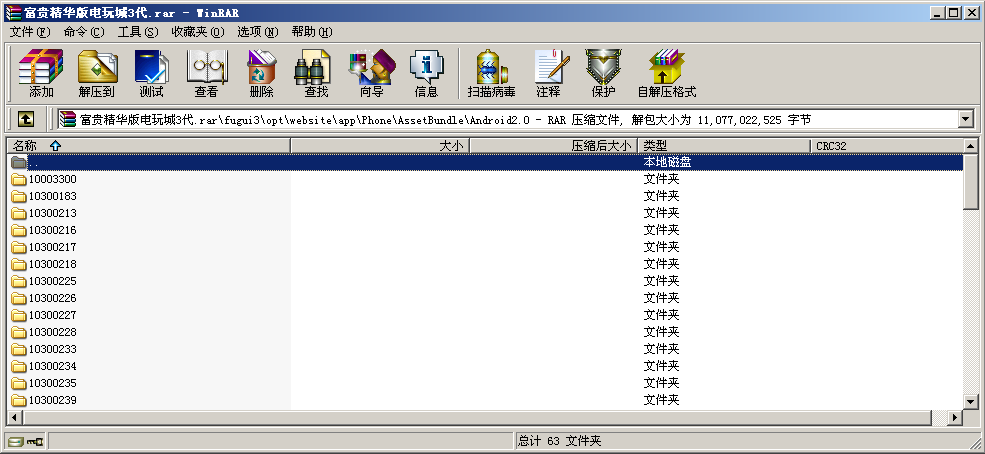 富贵精华版电玩城3代.rar - WinRAR
文件(F) 命令(C) 工具(S) 收藏夹(O) 选项(N) 帮助(H)
添加 解压到 测试 查看 删除 查找 向导 信息 扫描病毒 注释 保护 自解压格式
富贵精华版电玩城3代.rar\fugui3\opt\website\app\Phone\AssetBundle\Android2.0 - RAR 压缩文件, 解包大小为 11,077,022,525 字节
名称 大小 压缩后大小 类型 CRC32
.. 本地磁盘
10003300 文件夹
10300183 文件夹
10300213 文件夹
10300216 文件夹
10300217 文件夹
10300218 文件夹
10300225 文件夹
10300226 文件夹
10300227 文件夹
10300228 文件夹
10300233 文件夹
10300234 文件夹
10300235 文件夹
10300239 文件夹
总计 63 文件夹